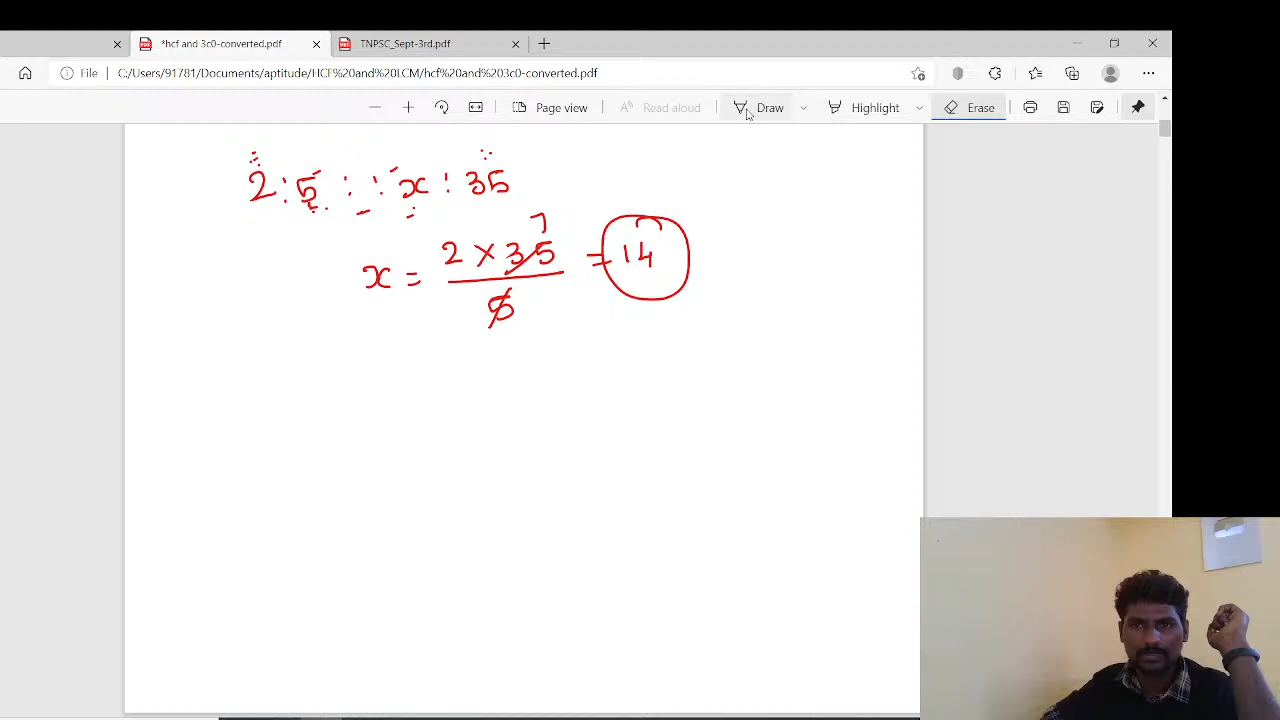 *hcf and 3c0-converted.pdf
TNPSC_Sept-3rd.pdf
File
C:/Users/91781/Documents/aptitude/HCF%20and%20LCM/hcf%20and%203c0-converted.pdf
Page view
Read aloud
Draw
Highlight
Erase
2 : 5 : : x : 35
7
x = 2 × 35 = 14
5